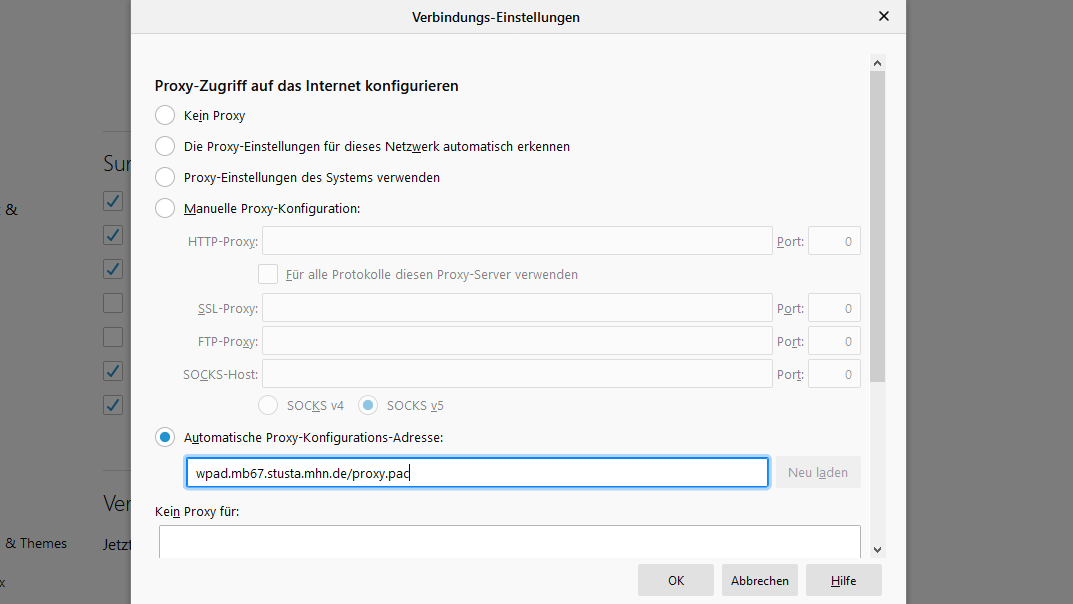 Verbindungs-Einstellungen
Proxy-Zugriff auf das Internet konfigurieren
Kein Proxy
Die Proxy-Einstellungen für dieses Netzwerk automatisch erkennen
Proxy-Einstellungen des Systems verwenden
Manuelle Proxy-Konfiguration:
HTTP-Proxy: Port: 0
Für alle Protokolle diesen Proxy-Server verwenden
SSL-Proxy: Port: 0
FTP-Proxy: Port: 0
SOCKS-Host: Port: 0
SOCKS v4 SOCKS v5
Automatische Proxy-Konfigurations-Adresse:
wpad.mb67.stusta.mhn.de/proxy.pac Neu laden
Kein Proxy für:
OK Abbrechen Hilfe
Sur
&
Ver
& Themes Jetzt
x